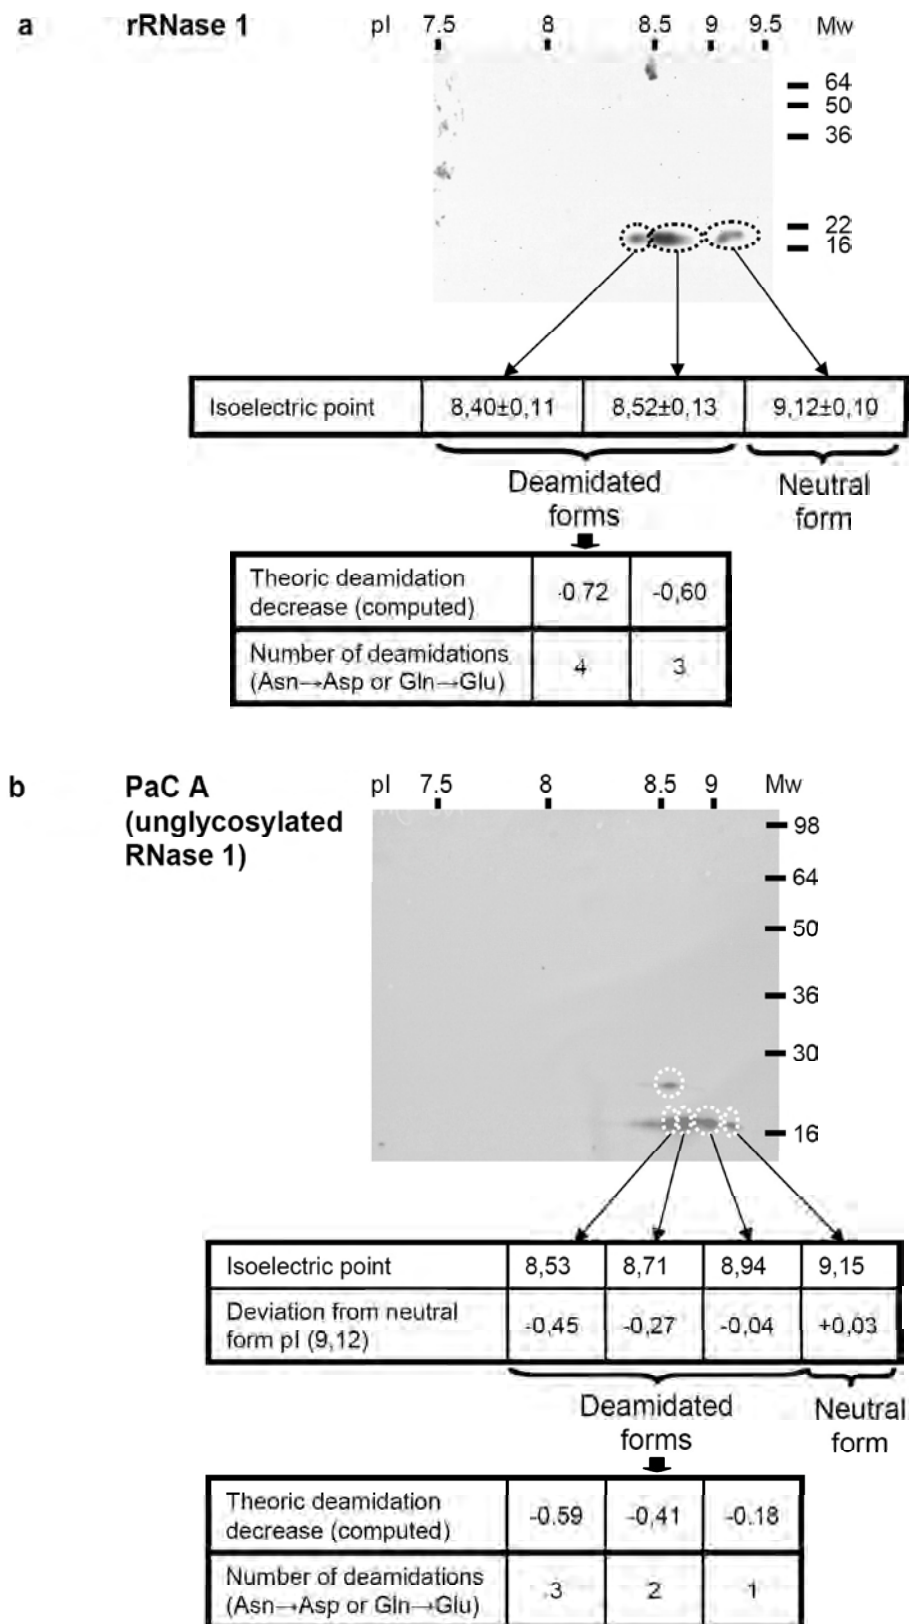 a rRNase 1 pI 7.5 8 8.5 9 9.5 Mw
64
50
36
22
16
Isoelectric point 8,40±0,11 8,52±0,13 9,12±0,10
Deamidated forms
Neutral form
Theoric deamidation decrease (computed) -0,72 -0,60
Number of deamidations (Asn→Asp or Gln→Glu) 4 3
b PaC A (unglycosylated RNase 1) pI 7.5 8 8.5 9 Mw
98
64
50
36
30
16
Isoelectric point 8,53 8,71 8,94 9,15
Deviation from neutral form pI (9,12) -0,45 -0,27 -0,04 +0,03
Deamidated forms
Neutral form
Theoric deamidation decrease (computed) -0.59 -0,41 -0.18
Number of deamidations (Asn→Asp or Gln→Glu) 3 2 1